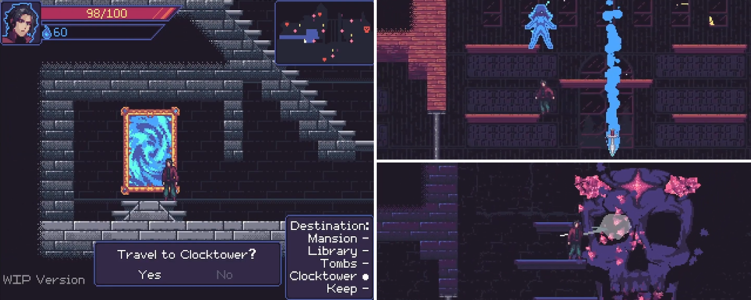 98/100
60
Destination:
Mansion -
Library -
Tombs -
Clocktower ●
Keep -
Travel to Clocktower?
Yes No
WIP Version